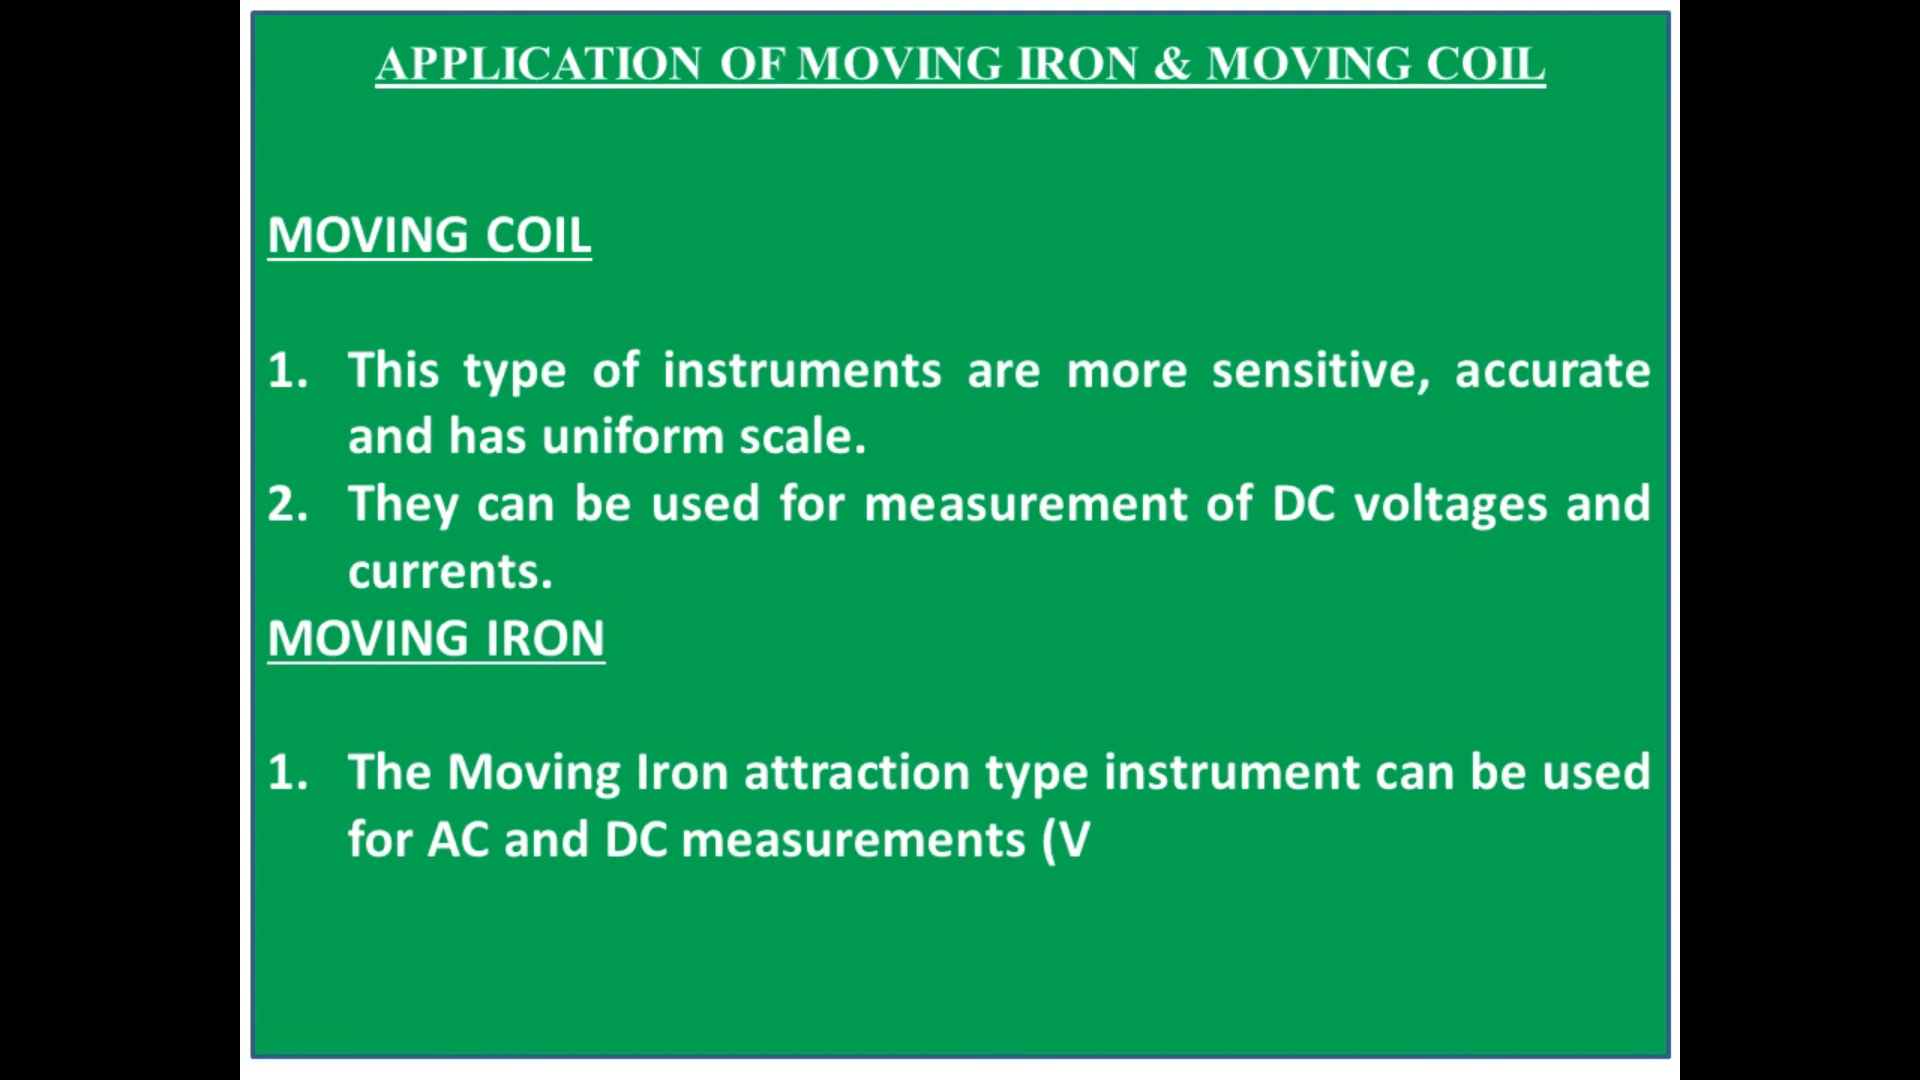 APPLICATION OF MOVING IRON & MOVING COIL
MOVING COIL
1. This type of instruments are more sensitive, accurate
and has uniform scale.
2. They can be used for measurement of DC voltages and
currents.
MOVING IRON
1. The Moving Iron attraction type instrument can be used
for AC and DC measurements (V